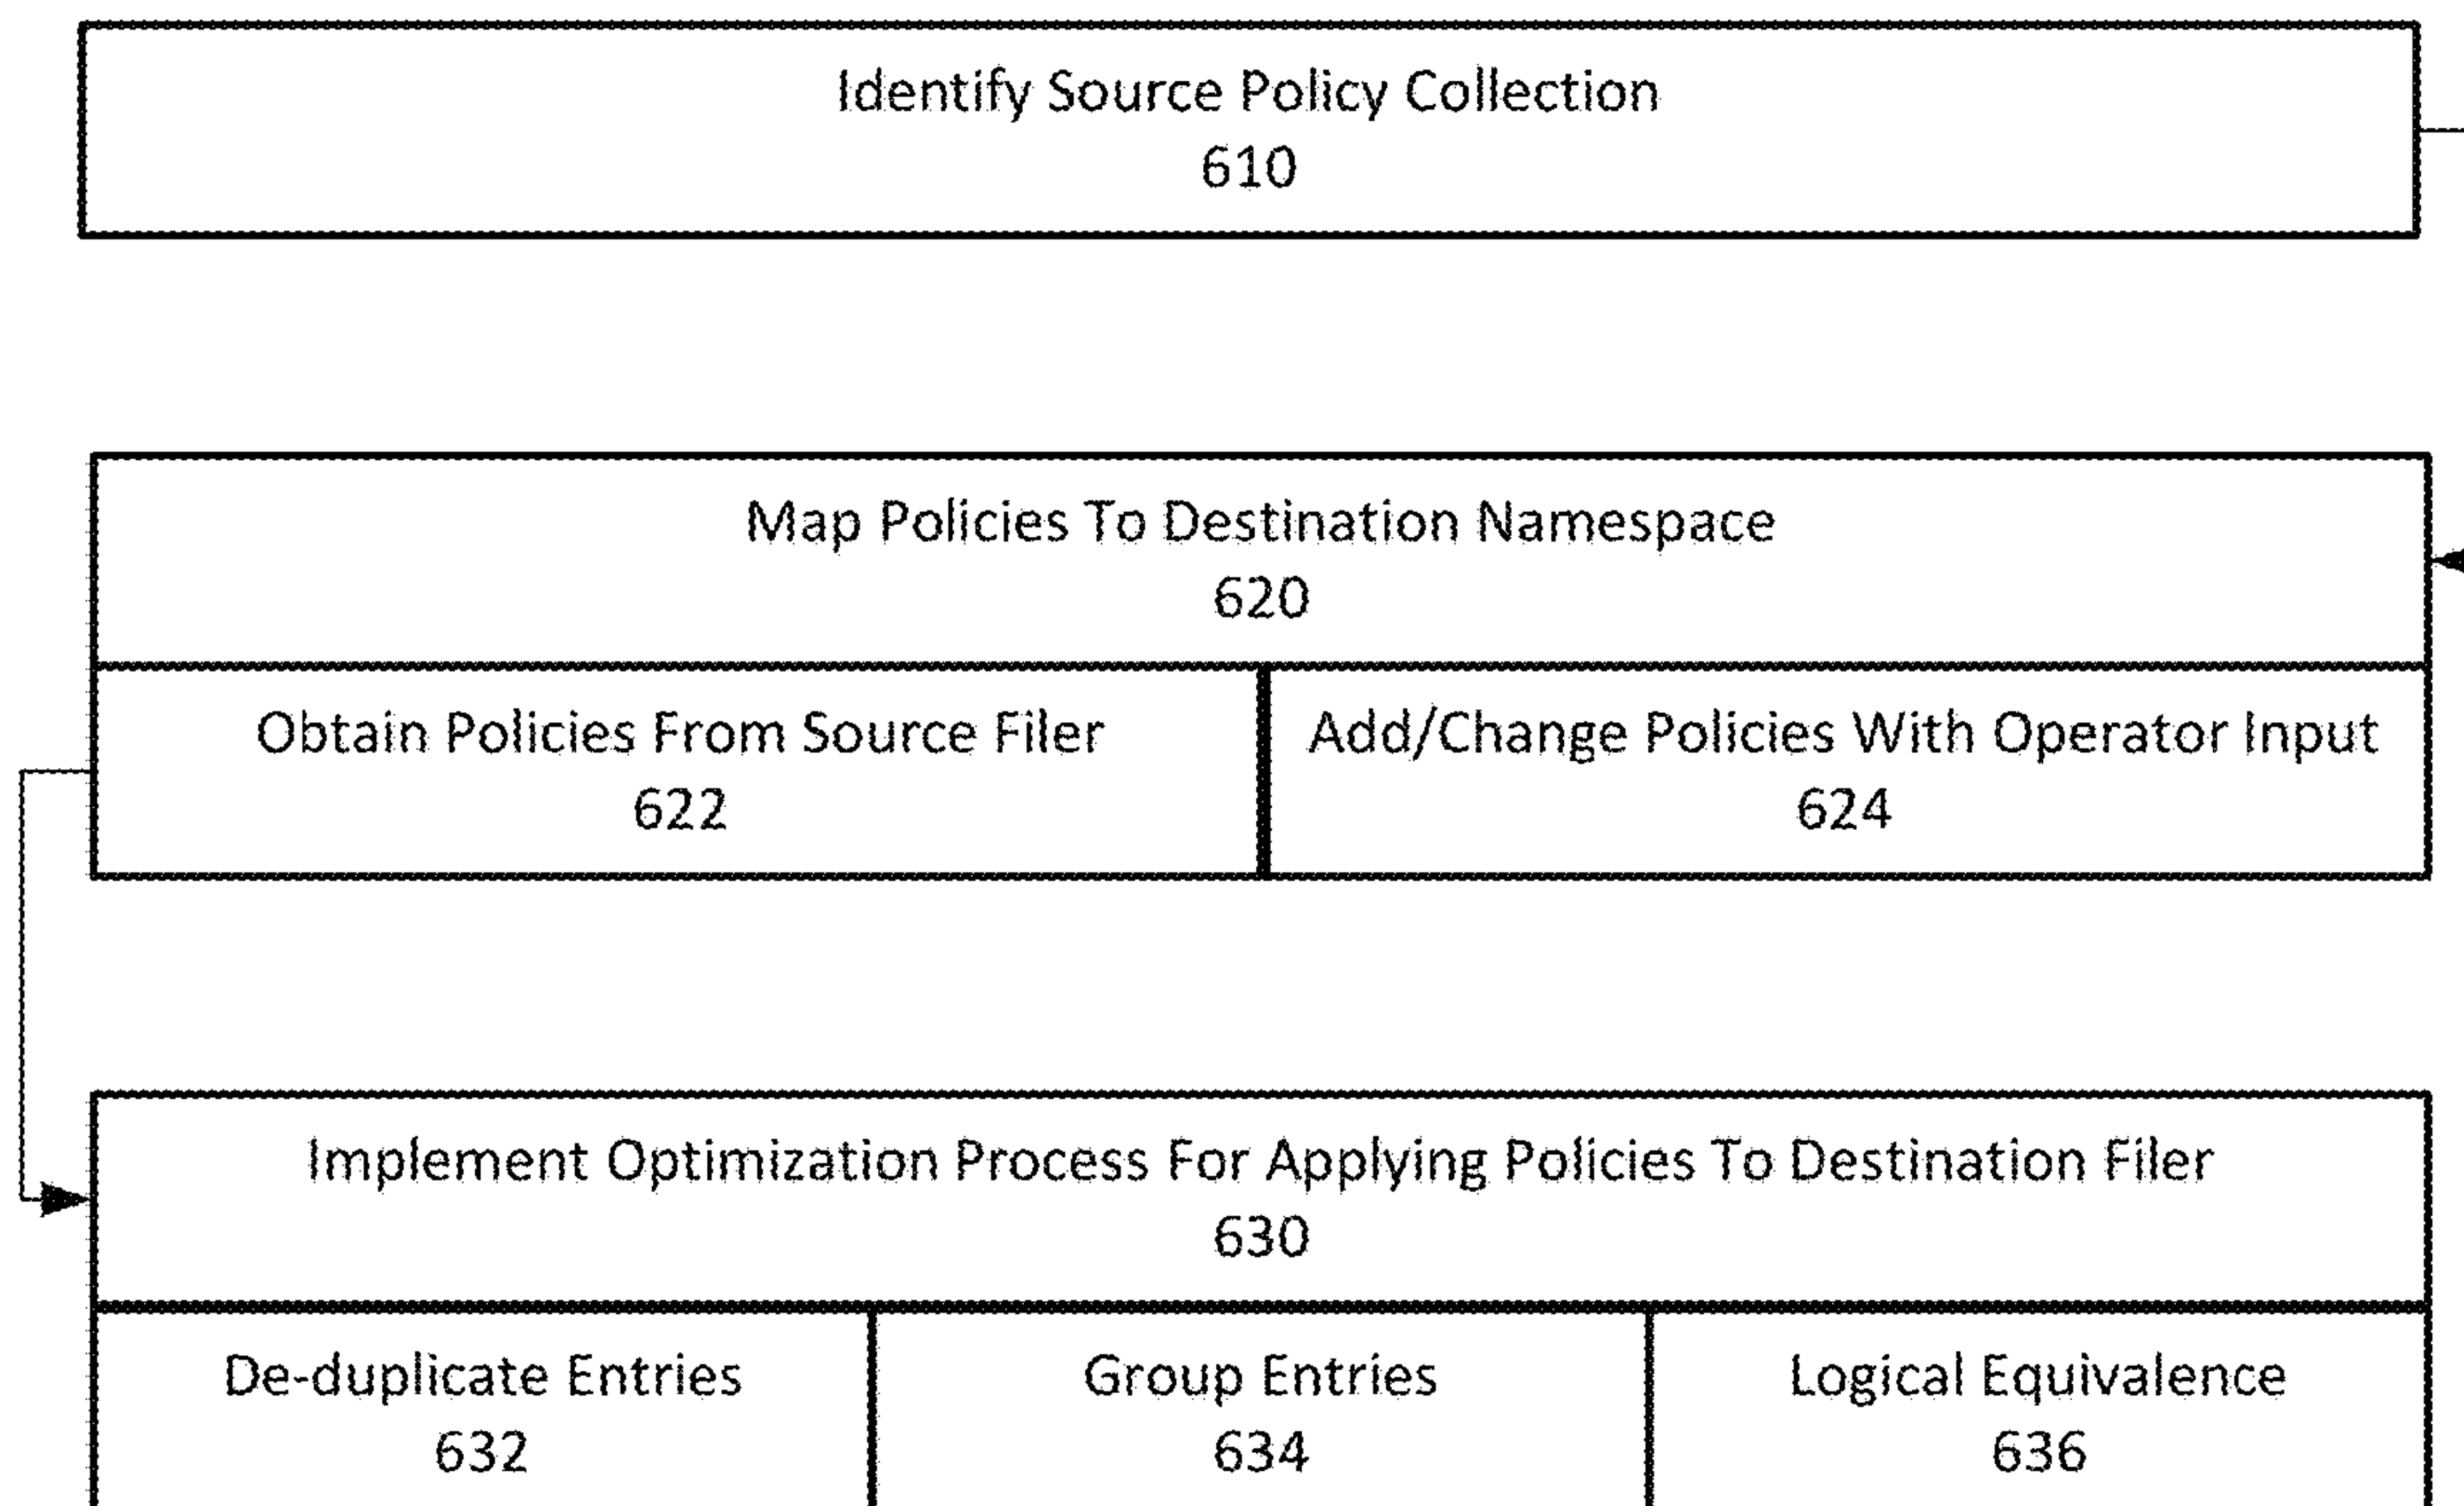 Identify Source Policy Collection
610
Map Policies To Destination Namespace
620
Obtain Policies From Source Filer
622
Add/Change Policies With Operator Input
624
Implement Optimization Process For Applying Policies To Destination Filer
630
De-duplicate Entries
632
Group Entries
634
Logical Equivalence
636